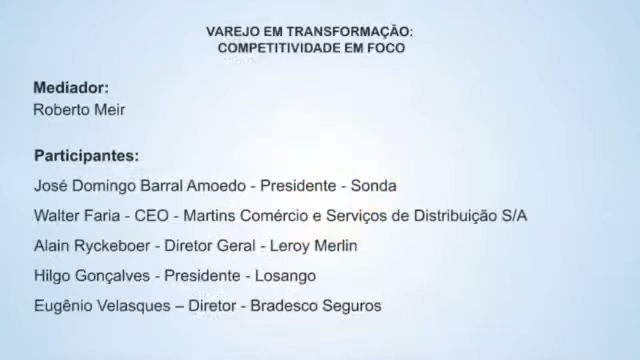 VAREJO EM TRANSFORMAÇÃO:
COMPETITIVIDADE EM FOCO
Mediador:
Roberto Meir
Participantes:
José Domingo Barral Amoedo - Presidente - Sonda
Walter Faria - CEO - Martins Comércio e Serviços de Distribuição S/A
Alain Ryckeboer - Diretor Geral - Leroy Merlin
Hilgo Gonçalves - Presidente - Losango
Eugênio Velasques – Diretor - Bradesco Seguros